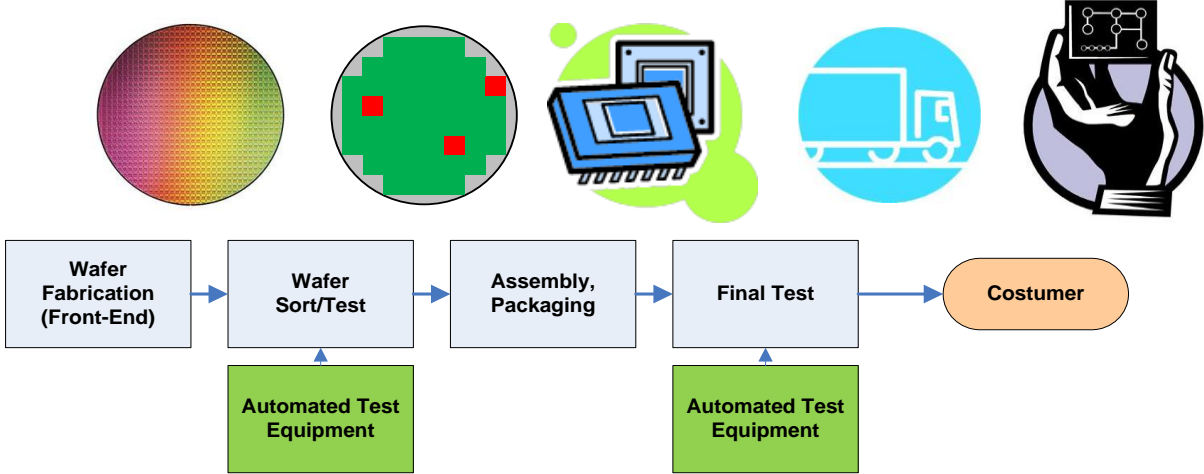 Wafer
Fabrication
(Front-End)
Wafer
Sort/Test
Assembly,
Packaging
Final Test
Costumer
Automated Test
Equipment
Automated Test
Equipment